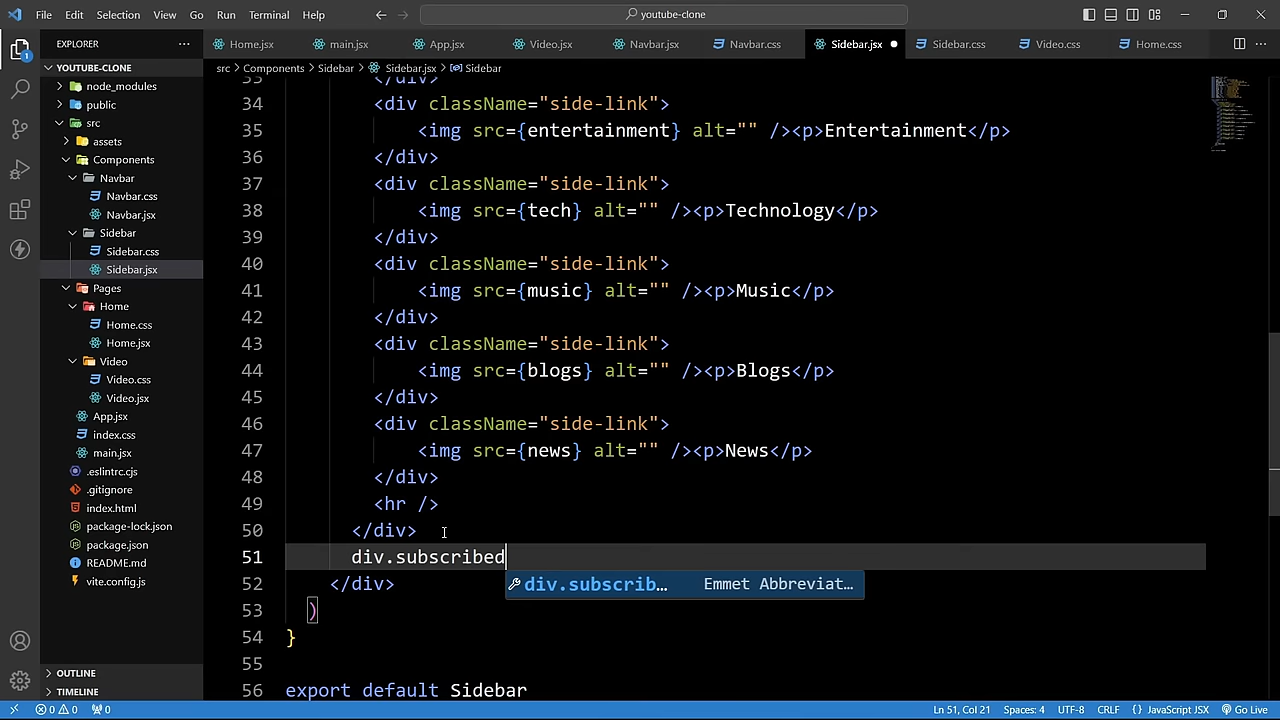 File Edit Selection View Go Run Terminal Help
youtube-clone
EXPLORER
Home.jsx main.jsx App.jsx Video.jsx Navbar.jsx Navbar.css Sidebar.jsx Sidebar.css Video.css Home.css
src > Components > Sidebar > Sidebar.jsx > Sidebar
1
YOUTUBE-CLONE
node_modules
public
src
assets
Components
Navbar
Navbar.css
Navbar.jsx
Sidebar
Sidebar.css
Sidebar.jsx
Pages
Home
Home.css
Home.jsx
Video
Video.css
Video.jsx
App.jsx
index.css
main.jsx
.eslintrc.cjs
.gitignore
index.html
package-lock.json
package.json
README.md
vite.config.js
OUTLINE
TIMELINE
33 </div>
34 <div className="side-link">
35 <img src={entertainment} alt="" /><p>Entertainment</p>
36 </div>
37 <div className="side-link">
38 <img src={tech} alt="" /><p>Technology</p>
39 </div>
40 <div className="side-link">
41 <img src={music} alt="" /><p>Music</p>
42 </div>
43 <div className="side-link">
44 <img src={blogs} alt="" /><p>Blogs</p>
45 </div>
46 <div className="side-link">
47 <img src={news} alt="" /><p>News</p>
48 </div>
49 <hr />
50 </div>
51 div.subscribed
52 </div>
div.subscrib… Emmet Abbreviat…
53 )
54 }
55
56 export default Sidebar
0 0 0 Ln 51, Col 21 Spaces: 4 UTF-8 CRLF {} JavaScript JSX Go Live